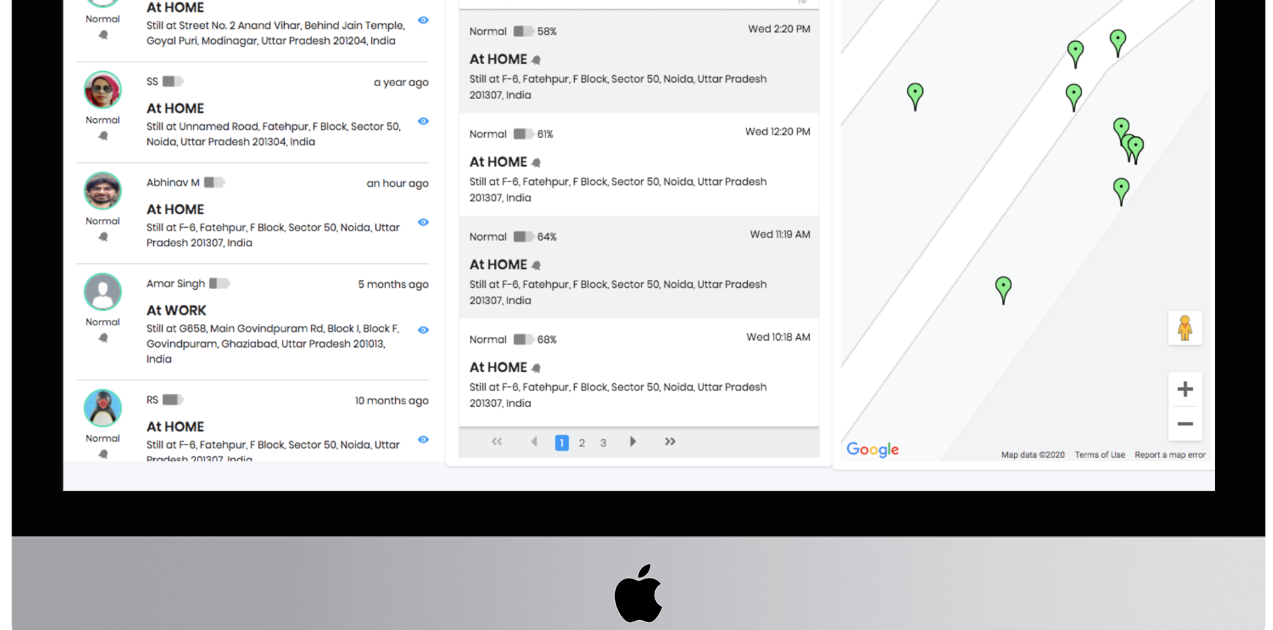 At HOME
Normal
Still at Street No. 2 Anand Vihar, Behind Jain Temple,
Goyal Puri, Modinagar, Uttar Pradesh 201204, India
SS
a year ago
At HOME
Normal
Still at Unnamed Road, Fatehpur, F Block, Sector 50,
Noida, Uttar Pradesh 201304, India
Abhinav M
an hour ago
At HOME
Normal
Still at F-6, Fatehpur, F Block, Sector 50, Noida, Uttar
Pradesh 201307, India
Amar Singh
5 months ago
At WORK
Normal
Still at G658, Main Govindpuram Rd, Block I, Block F,
Govindpuram, Ghaziabad, Uttar Pradesh 201013,
India
RS
10 months ago
At HOME
Normal
Still at F-6, Fatehpur, F Block, Sector 50, Noida, Uttar
Pradesh 201307, India
Normal 58%
Wed 2:20 PM
At HOME
Still at F-6, Fatehpur, F Block, Sector 50, Noida, Uttar Pradesh
201307, India
Normal 61%
Wed 12:20 PM
At HOME
Still at F-6, Fatehpur, F Block, Sector 50, Noida, Uttar Pradesh
201307, India
Normal 64%
Wed 11:19 AM
At HOME
Still at F-6, Fatehpur, F Block, Sector 50, Noida, Uttar Pradesh
201307, India
Normal 68%
Wed 10:18 AM
At HOME
Still at F-6, Fatehpur, F Block, Sector 50, Noida, Uttar Pradesh
201307, India
1 2 3
Google
Map data ©2020 Terms of Use Report a map error